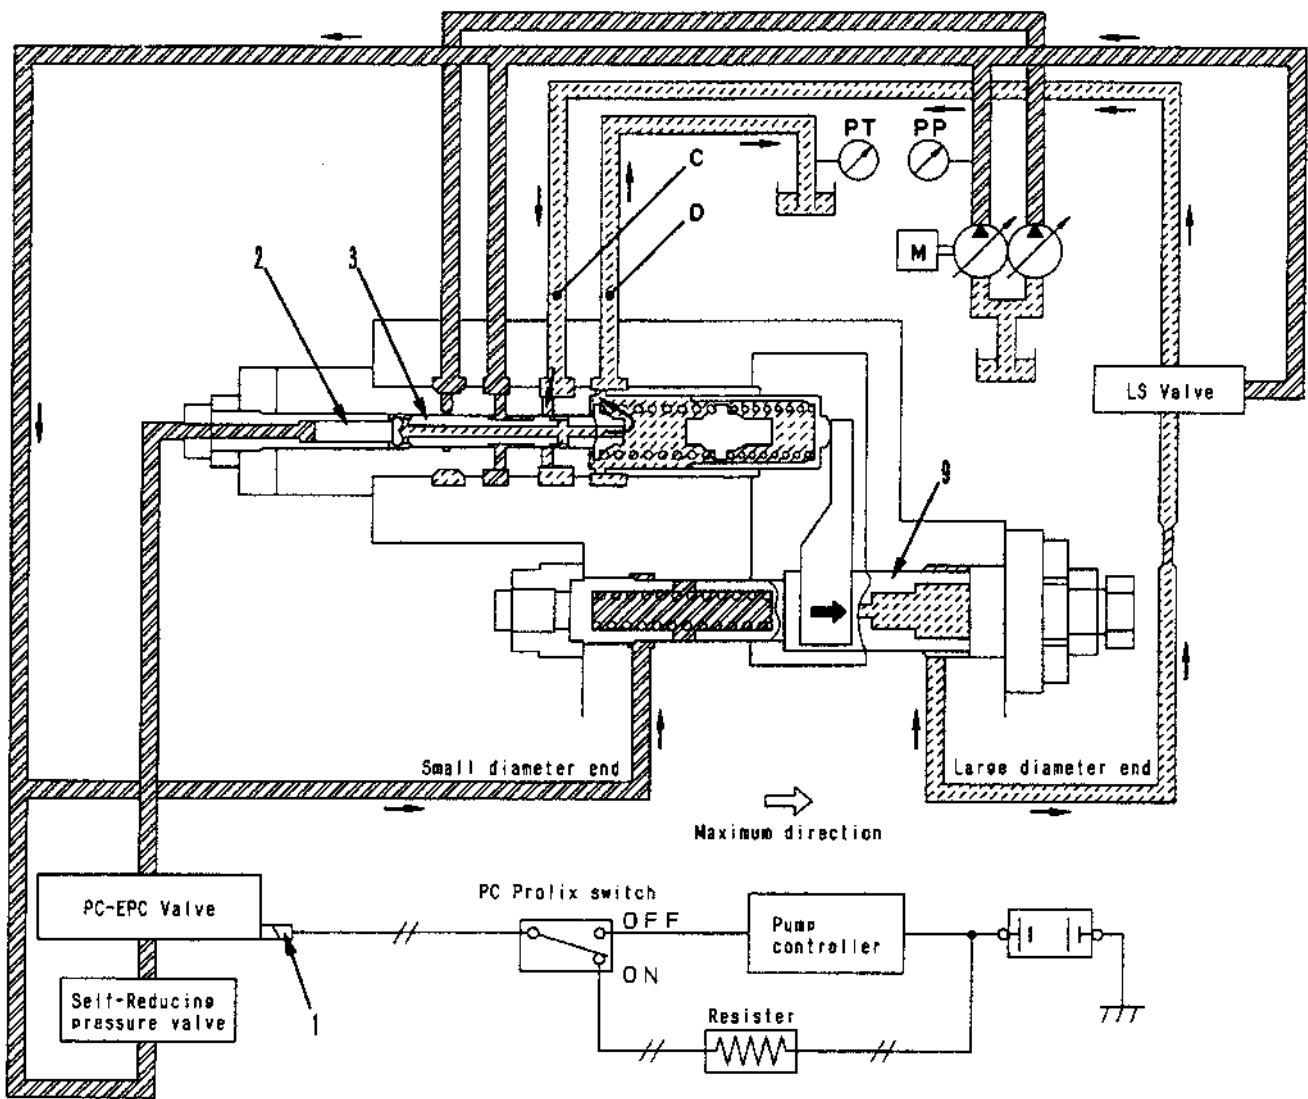 PT PP
C
D
M
2 3
LS Valve
9
Small diameter end
Large diameter end
Maximum direction
PC-EPC Valve
PC Prolix switch
OFF
ON
Pump
controller
Self-Reducing
pressure valve
1
Resister